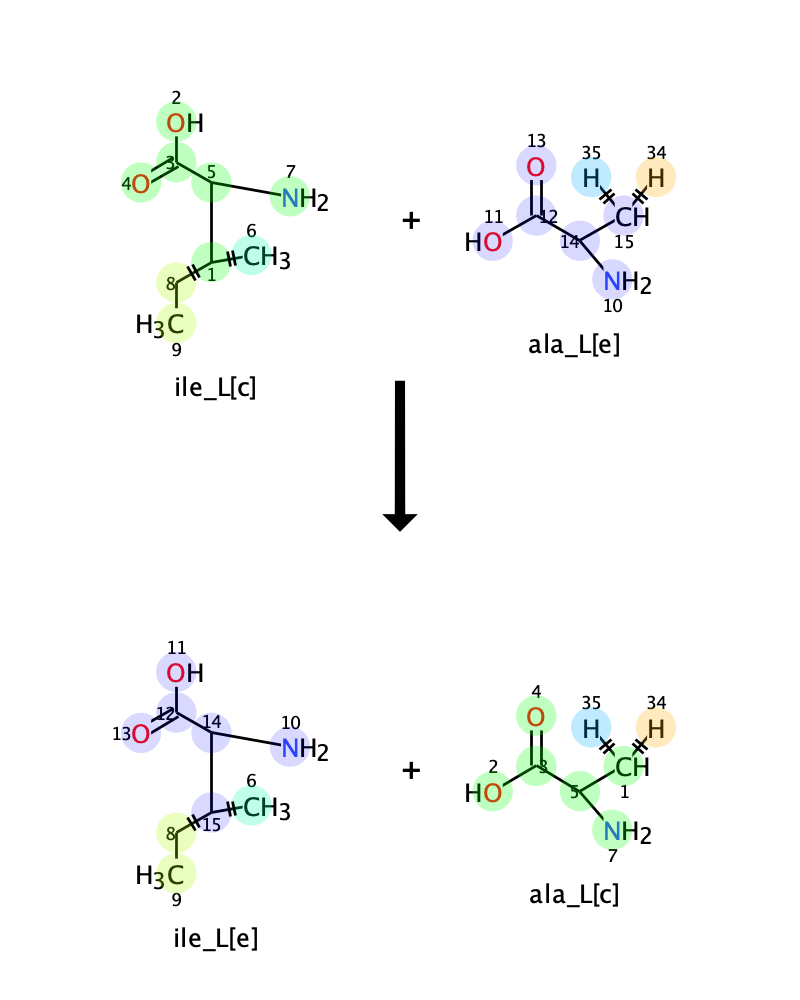 2
OH
3
4O
5
7
NH2
6
CH3
1
8
H3C
9
ile_L[c]
+
13
O
35
H
34
H
11
HO
12
14
CH
15
NH2
10
ala_L[e]
11
OH
12
13O
14
10
NH2
6
CH3
15
8
H3C
9
ile_L[e]
+
4
O
35
H
34
H
2
HO
3
5
CH
1
NH2
7
ala_L[c]